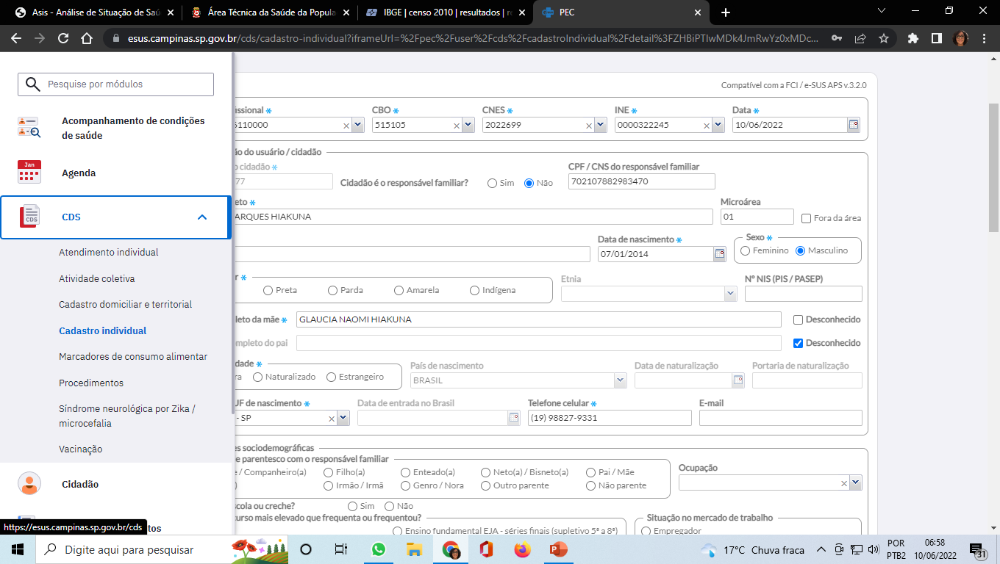 Asis - Análise de Situação de Saú
Área Técnica da Saúde da Popula
IBGE | censo 2010 | resultados | re
PEC
esus.campinas.sp.gov.br/cds/cadastro-individual?iframeUrl=%2Fpec%2Fuser%2Fcds%2FcadastroIndividual%2Fdetail%3FZHBiPTIwMDk4JmRwYz0xMDc...
Pesquise por módulos
Acompanhamento de condições
de saúde
Jan
Agenda
CDS
CDS
Atendimento individual
Atividade coletiva
Cadastro domiciliar e territorial
Cadastro individual
Marcadores de consumo alimentar
Procedimentos
Síndrome neurológica por Zika /
microcefalia
Vacinação
Cidadão
tos
https://esus.campinas.sp.gov.br/cds
Compatível com a FCI / e-SUS APS v.3.2.0
issional * CBO * CNES * INE * Data *
5110000 515105 2022699 0000322245 10/06/2022
ão do usuário / cidadão
o cidadão * CPF / CNS do responsável familiar
77 Cidadão é o responsável familiar? Sim Não 702107882983470
eto * Microárea
ARQUES HIAKUNA 01 Fora da área
Data de nascimento * Sexo *
07/01/2014 Feminino Masculino
r * Etnia Nº NIS (PIS / PASEP)
Preta Parda Amarela Indígena
leto da mãe * GLAUCIA NAOMI HIAKUNA Desconhecido
mpleto do pai Desconhecido
dade * País de nascimento Data de naturalização Portaria de naturalização
ra Naturalizado Estrangeiro BRASIL
UF de nascimento * Data de entrada no Brasil Telefone celular * E-mail
- SP (19) 98827-9331
es sociodemográficas
e parentesco com o responsável familiar Ocupação
e / Companheiro(a) Filho(a) Enteado(a) Neto(a) / Bisneto(a) Pai / Mãe
) Irmão / Irmã Genro / Nora Outro parente Não parente
scola ou creche? Sim Não
curso mais elevado que frequenta ou frequentou? Situação no mercado de trabalho
Ensino fundamental EJA - séries finais (supletivo 5ª a 8ª) Empregador
Digite aqui para pesquisar
17°C Chuva fraca
POR
PTB2
06:58
10/06/2022
31